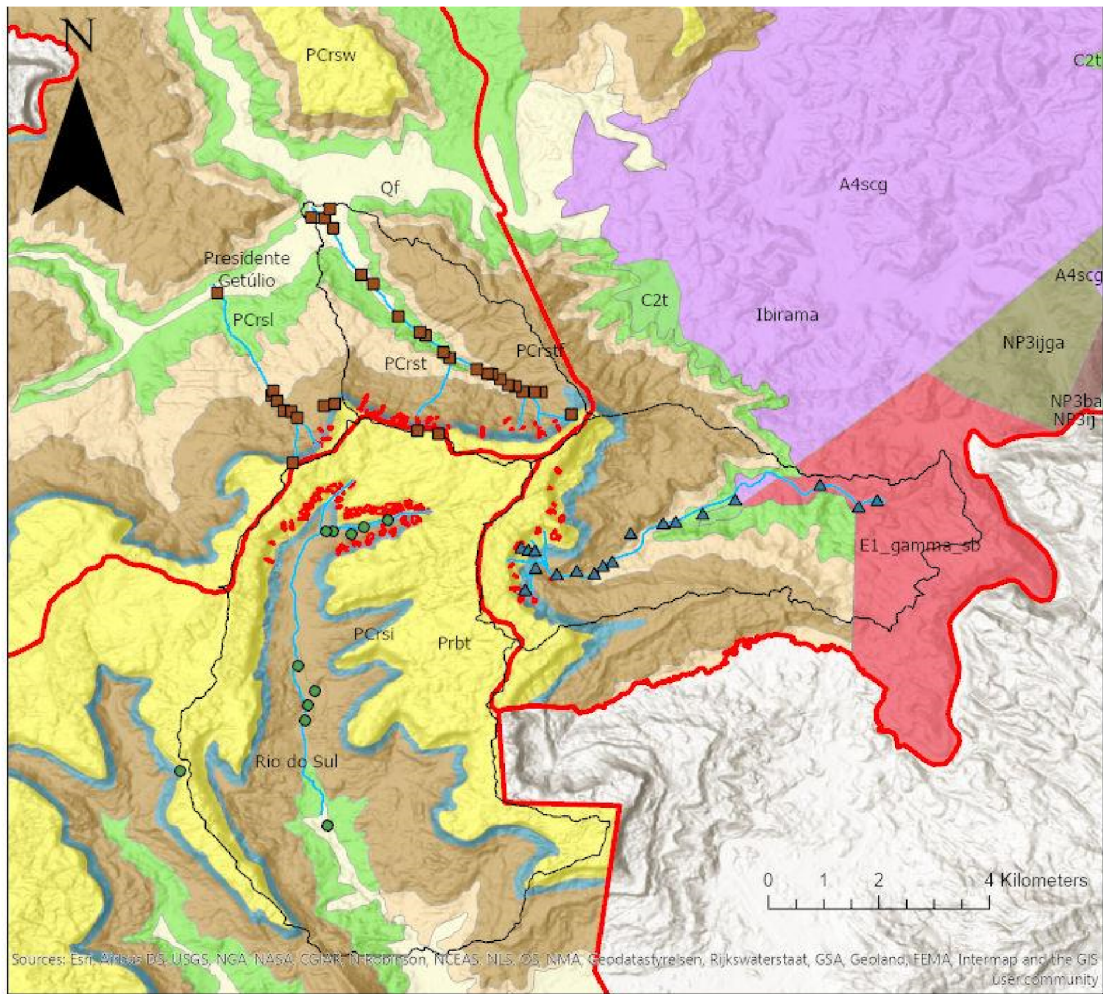 N
PCrsw
C2t
Qf
A4scg
Presidente
Getúlio
A4scg
C2t
PCrsl
Ibirama
NP3ijga
PCrst
PCrstf
NP3ba
NP3ij
E1_gamma_sb
PCrsi
Prbt
Rio do Sul
0 1 2 4 Kilometers
Sources: Esri, Airbus DS, USGS, NGA, NASA, CGIAR, N Robinson, NCEAS, NLS, OS, NMA, Geodatastyrelsen, Rijkswaterstaat, GSA, Geoland, FEMA, Intermap and the GIS
user community